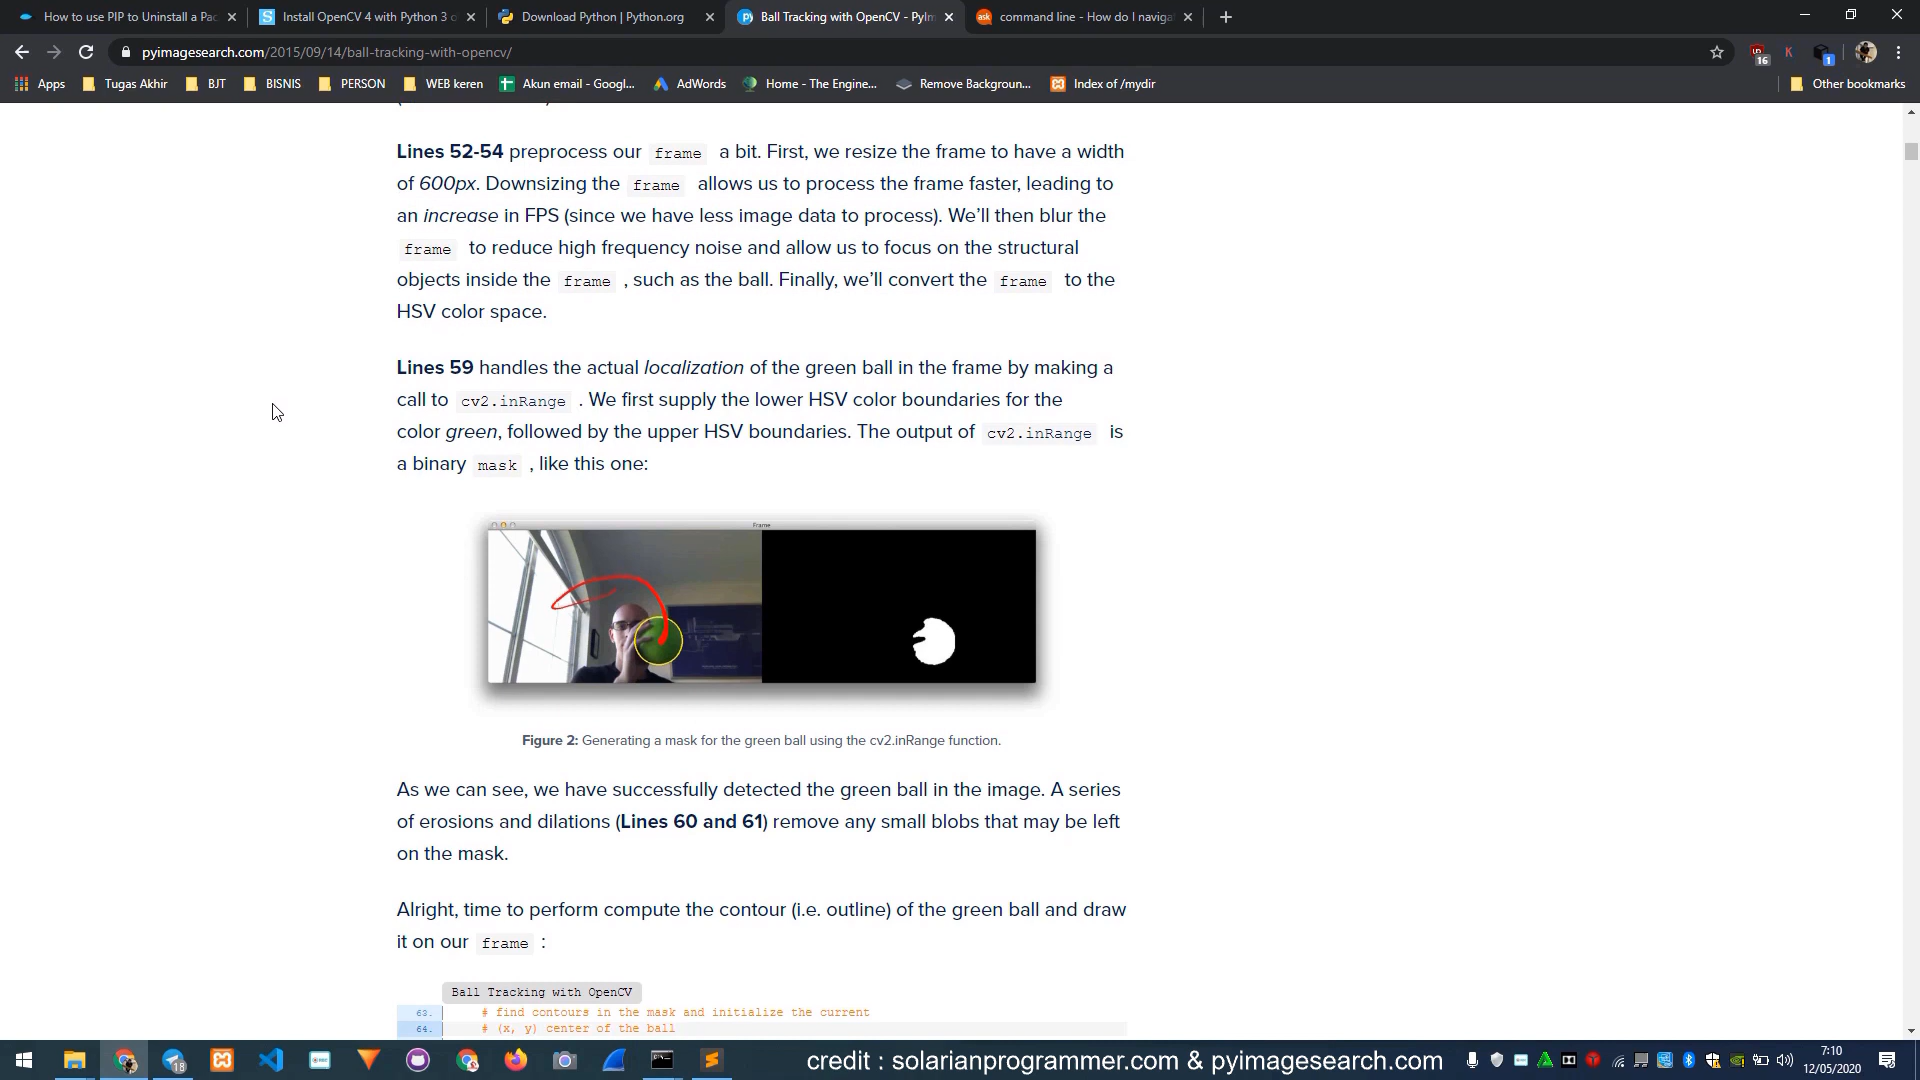 How to use PIP to Uninstall a Pac
Install OpenCV 4 with Python 3 o
Download Python | Python.org
Ball Tracking with OpenCV - PyIm
command line - How do I naviga
pyimagesearch.com/2015/09/14/ball-tracking-with-opencv/
16
1
Apps
Tugas Akhir
BJT
BISNIS
PERSON
WEB keren
Akun email - Googl...
AdWords
Home - The Engine...
Remove Backgroun...
Index of /mydir
Other bookmarks
Lines 52-54 preprocess our frame a bit. First, we resize the frame to have a width
of 600px. Downsizing the frame allows us to process the frame faster, leading to
an increase in FPS (since we have less image data to process). We’ll then blur the
frame to reduce high frequency noise and allow us to focus on the structural
objects inside the frame , such as the ball. Finally, we’ll convert the frame to the
HSV color space.
Lines 59 handles the actual localization of the green ball in the frame by making a
call to cv2.inRange . We first supply the lower HSV color boundaries for the
color green, followed by the upper HSV boundaries. The output of cv2.inRange is
a binary mask , like this one:
Frame
Figure 2: Generating a mask for the green ball using the cv2.inRange function.
As we can see, we have successfully detected the green ball in the image. A series
of erosions and dilations (Lines 60 and 61) remove any small blobs that may be left
on the mask.
Alright, time to perform compute the contour (i.e. outline) of the green ball and draw
it on our frame :
Ball Tracking with OpenCV
63. # find contours in the mask and initialize the current
64. # (x, y) center of the ball
18
credit : solarianprogrammer.com & pyimagesearch.com
7:10
12/05/2020